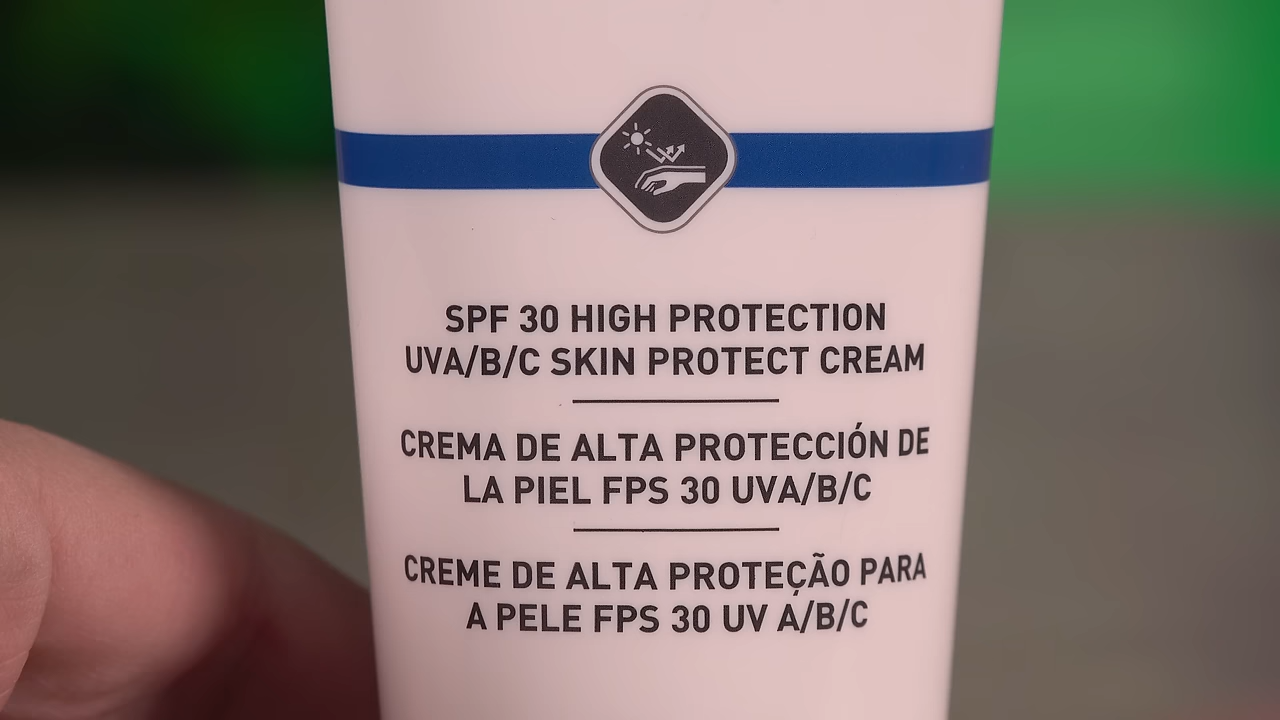 SPF 30 HIGH PROTECTION
UVA/B/C SKIN PROTECT CREAM
CREMA DE ALTA PROTECCIÓN DE
LA PIEL FPS 30 UVA/B/C
CREME DE ALTA PROTEÇÃO PARA
A PELE FPS 30 UV A/B/C